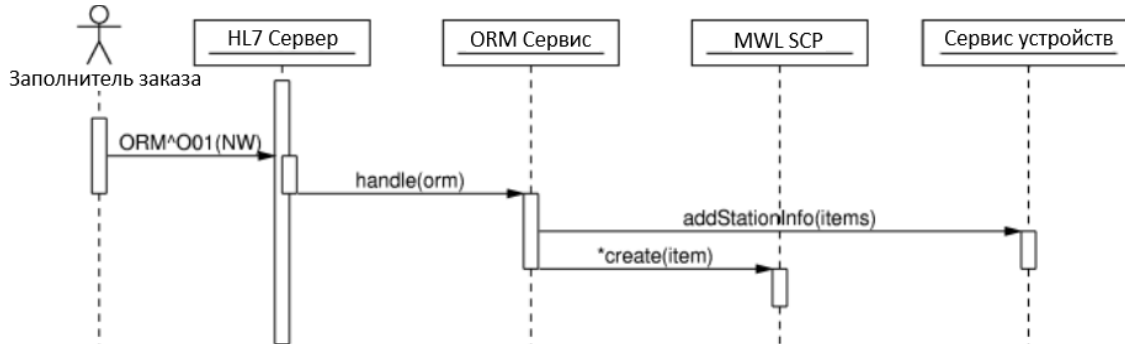 HL7 Сервер
ORM Сервис
MWL SCP
Сервис устройств
Заполнитель заказа
ORM^O01(NW)
handle(orm)
addStationInfo(items)
*create(item)